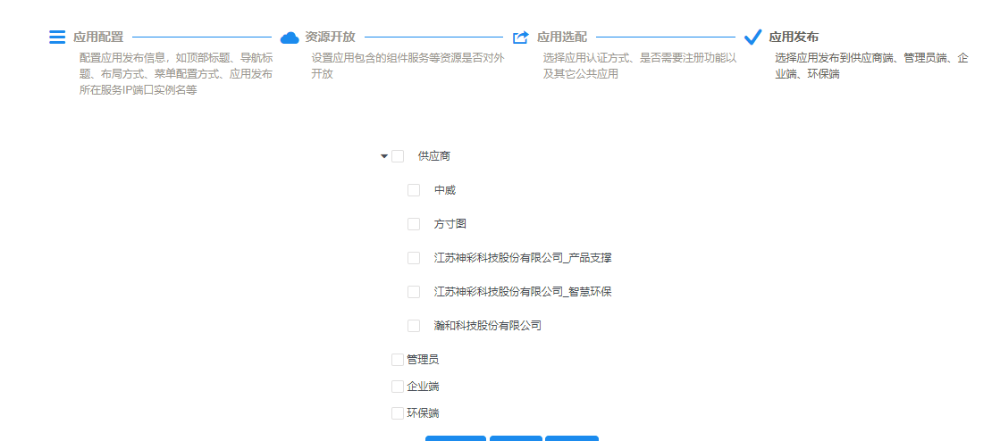 应用配置
配置应用发布信息，如顶部标题、导航标
题、布局方式、菜单配置方式、应用发布
所在服务IP端口实例名等
资源开放
设置应用包含的组件服务等资源是否对外
开放
应用选配
选择应用认证方式、是否需要注册功能以
及其它公共应用
应用发布
选择应用发布到供应商端、管理员端、企
业端、环保端
供应商
中威
方寸图
江苏神彩科技股份有限公司_产品支撑
江苏神彩科技股份有限公司_智慧环保
瀚和科技股份有限公司
管理员
企业端
环保端